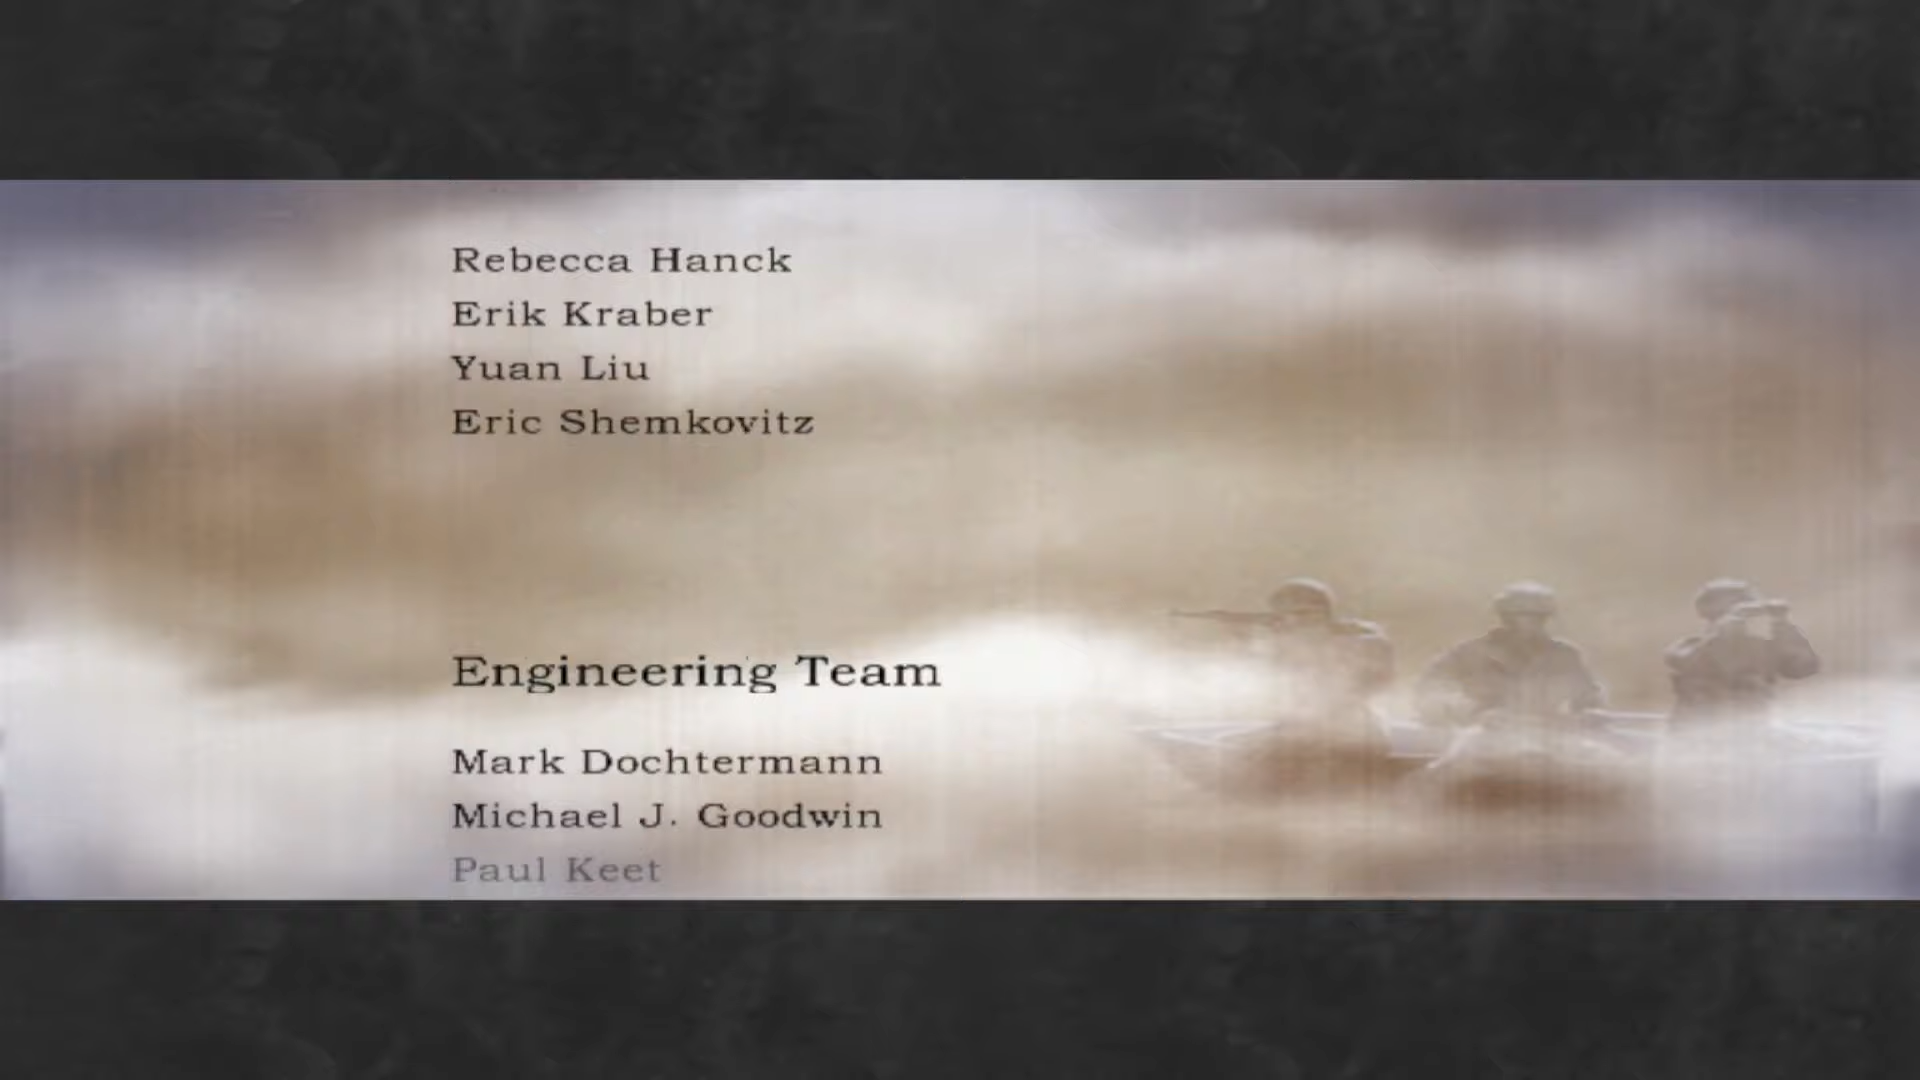 Rebecca Hanck
Erik Kraber
Yuan Liu
Eric Shemkovitz
Engineering Team
Mark Dochtermann
Michael J. Goodwin
Paul Keet